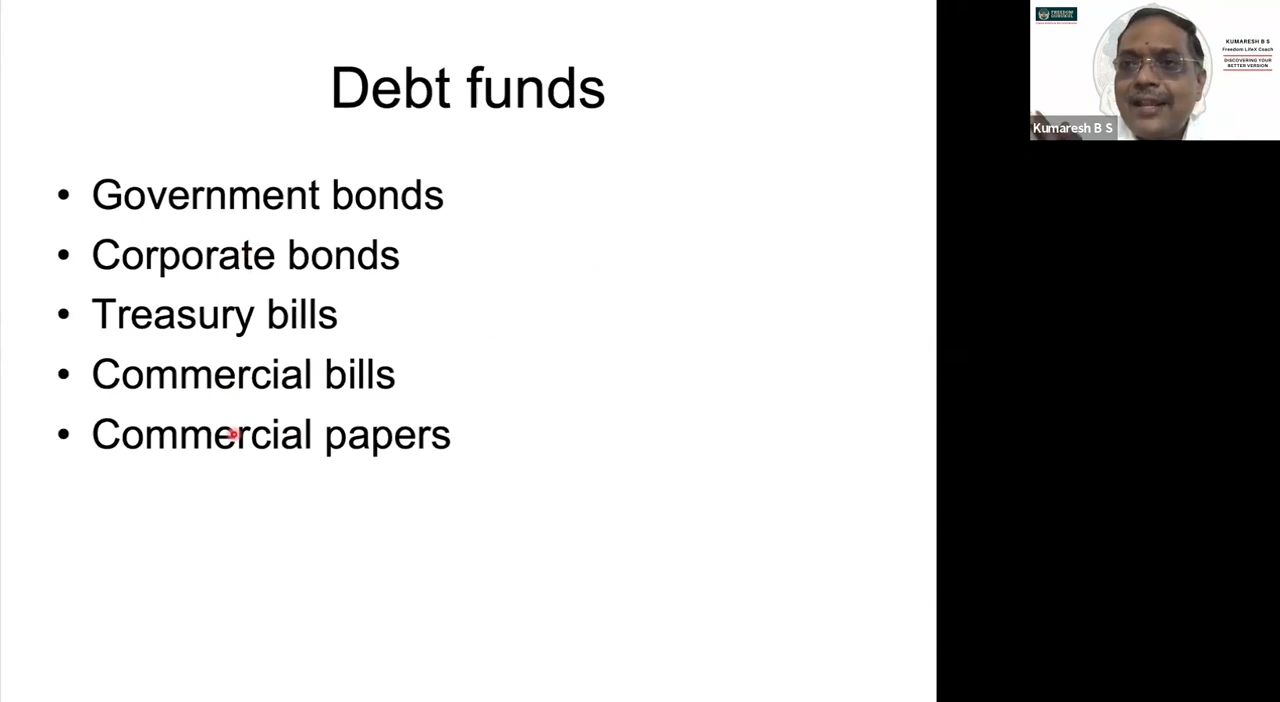 Debt funds
• Government bonds
• Corporate bonds
• Treasury bills
• Commercial bills
• Commercial papers
FREEDOM
KUMARESH B S
Freedom LifeX Coach
DISCOVERING YOUR
BETTER VERSION
Kumaresh B S